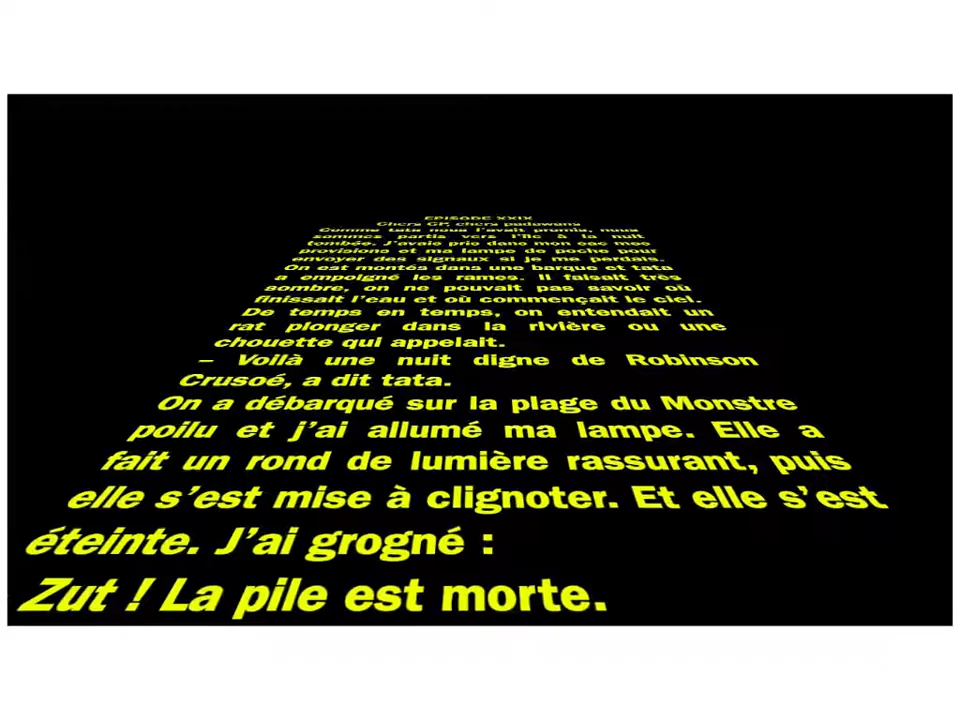 EPISODE XXIX
Chers CP, chers padawans
Comme tata nous l'avait promis, nous
sommes partis vers l'île à la nuit
tombée. J'avais pris dans mon sac mes
provisions et ma lampe de poche pour
envoyer des signaux si je me perdais.
On est montés dans une barque et tata
a empoigné les rames. Il faisait très
sombre, on ne pouvait pas savoir où
finissait l'eau et où commençait le ciel.
De temps en temps, on entendait un
rat plonger dans la rivière ou une
chouette qui appelait.
– Voilà une nuit digne de Robinson
Crusoé, a dit tata.
On a débarqué sur la plage du Monstre
poilu et j'ai allumé ma lampe. Elle a
fait un rond de lumière rassurant, puis
elle s'est mise à clignoter. Et elle s'est
éteinte. J'ai grogné :
Zut ! La pile est morte.